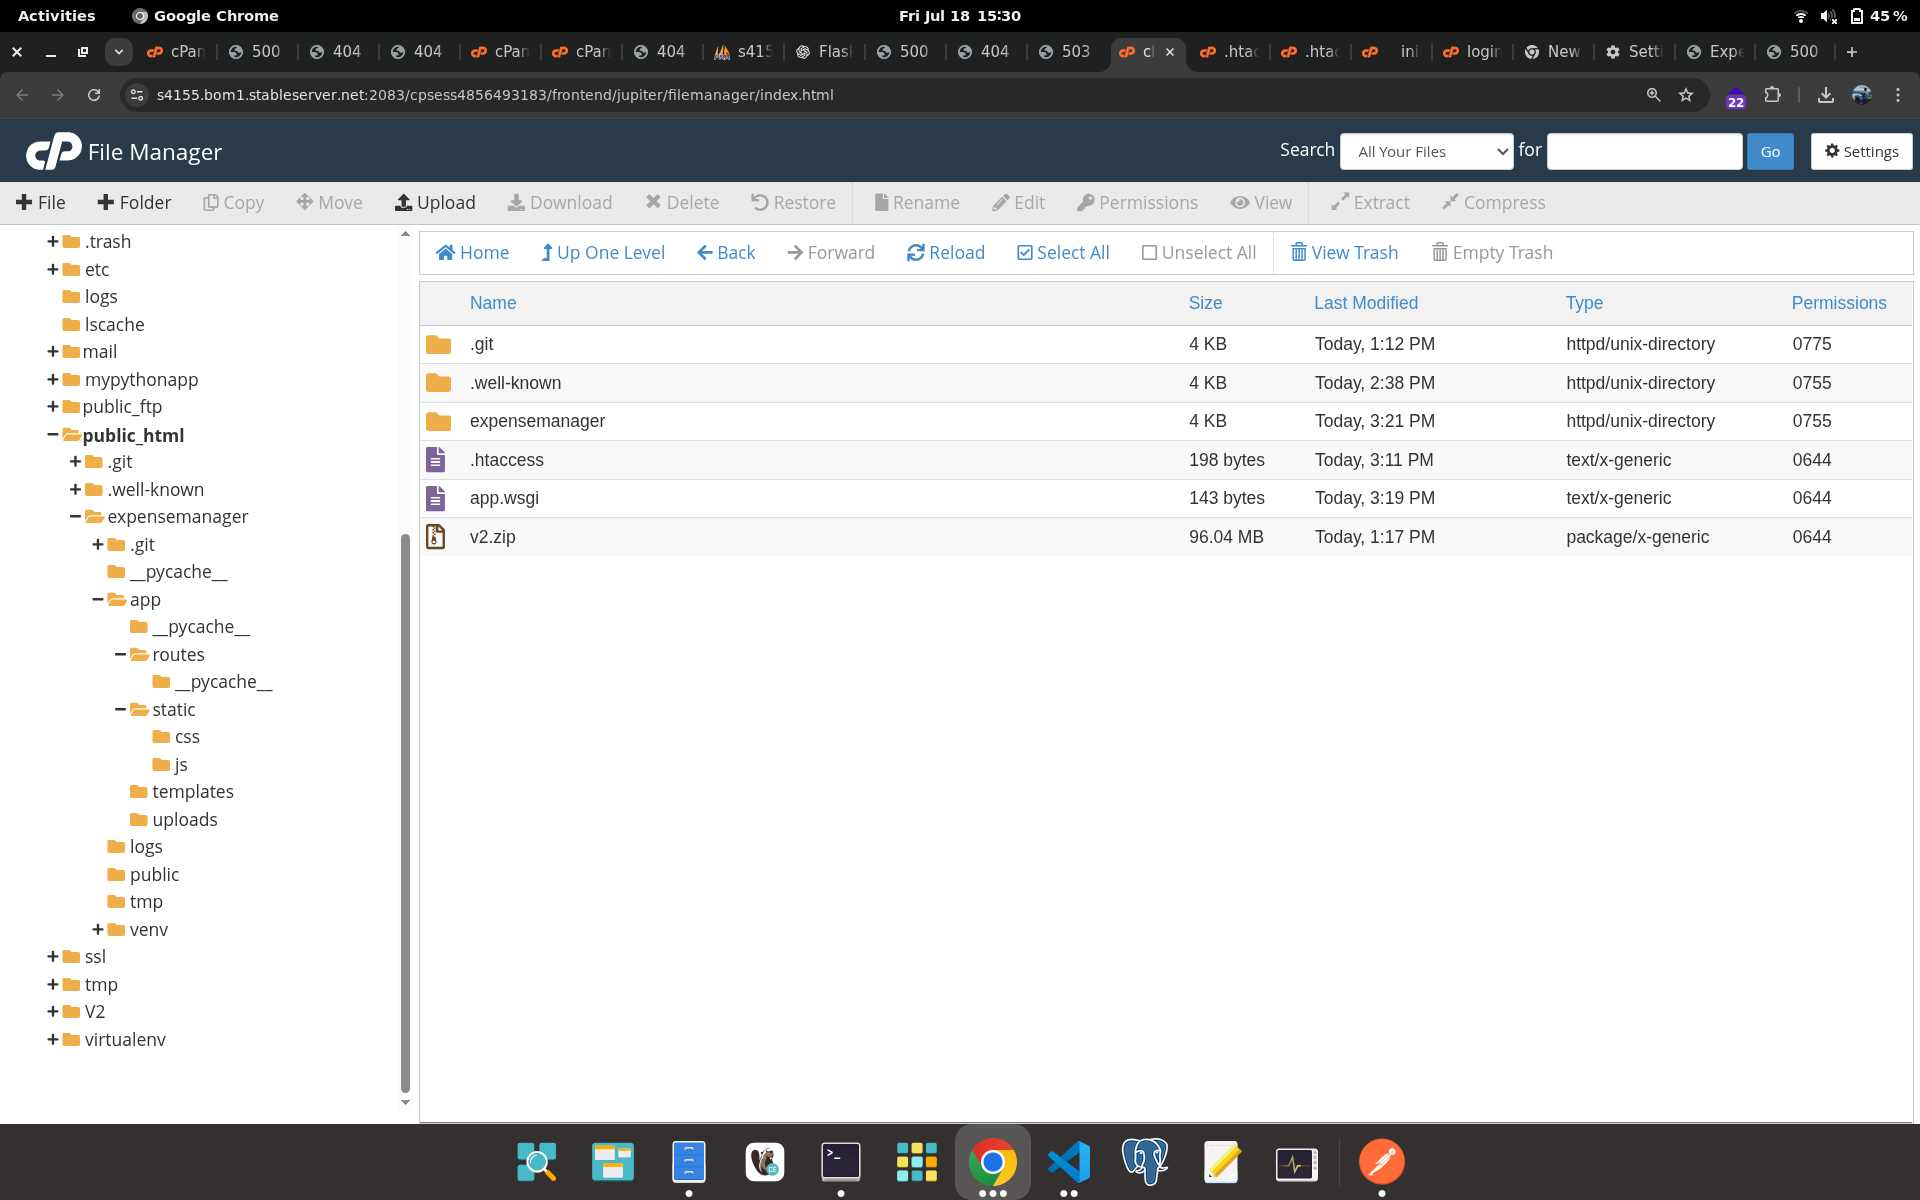 Activities
Google Chrome
Fri Jul 18 15:30
45 %
cPan
500
404
404
cPan
cPan
404
s415
Flas
500
404
503
.htac
.htac
ini
login
New
Setti
Expe
500
s4155.bom1.stableserver.net:2083/cpsess4856493183/frontend/jupiter/filemanager/index.html
22
cP File Manager
Search
All Your Files
for
Go
Settings
File
Folder
Copy
Move
Upload
Download
Delete
Restore
Rename
Edit
Permissions
View
Extract
Compress
.trash
etc
logs
lscache
mail
mypythonapp
public_ftp
public_html
.git
.well-known
expensemanager
.git
__pycache__
app
__pycache__
routes
__pycache__
static
css
js
templates
uploads
logs
public
tmp
venv
ssl
tmp
V2
virtualenv
Home
Up One Level
Back
Forward
Reload
Select All
Unselect All
View Trash
Empty Trash
Name Size Last Modified Type Permissions
.git 4 KB Today, 1:12 PM httpd/unix-directory 0775
.well-known 4 KB Today, 2:38 PM httpd/unix-directory 0755
expensemanager 4 KB Today, 3:21 PM httpd/unix-directory 0755
.htaccess 198 bytes Today, 3:11 PM text/x-generic 0644
app.wsgi 143 bytes Today, 3:19 PM text/x-generic 0644
v2.zip 96.04 MB Today, 1:17 PM package/x-generic 0644